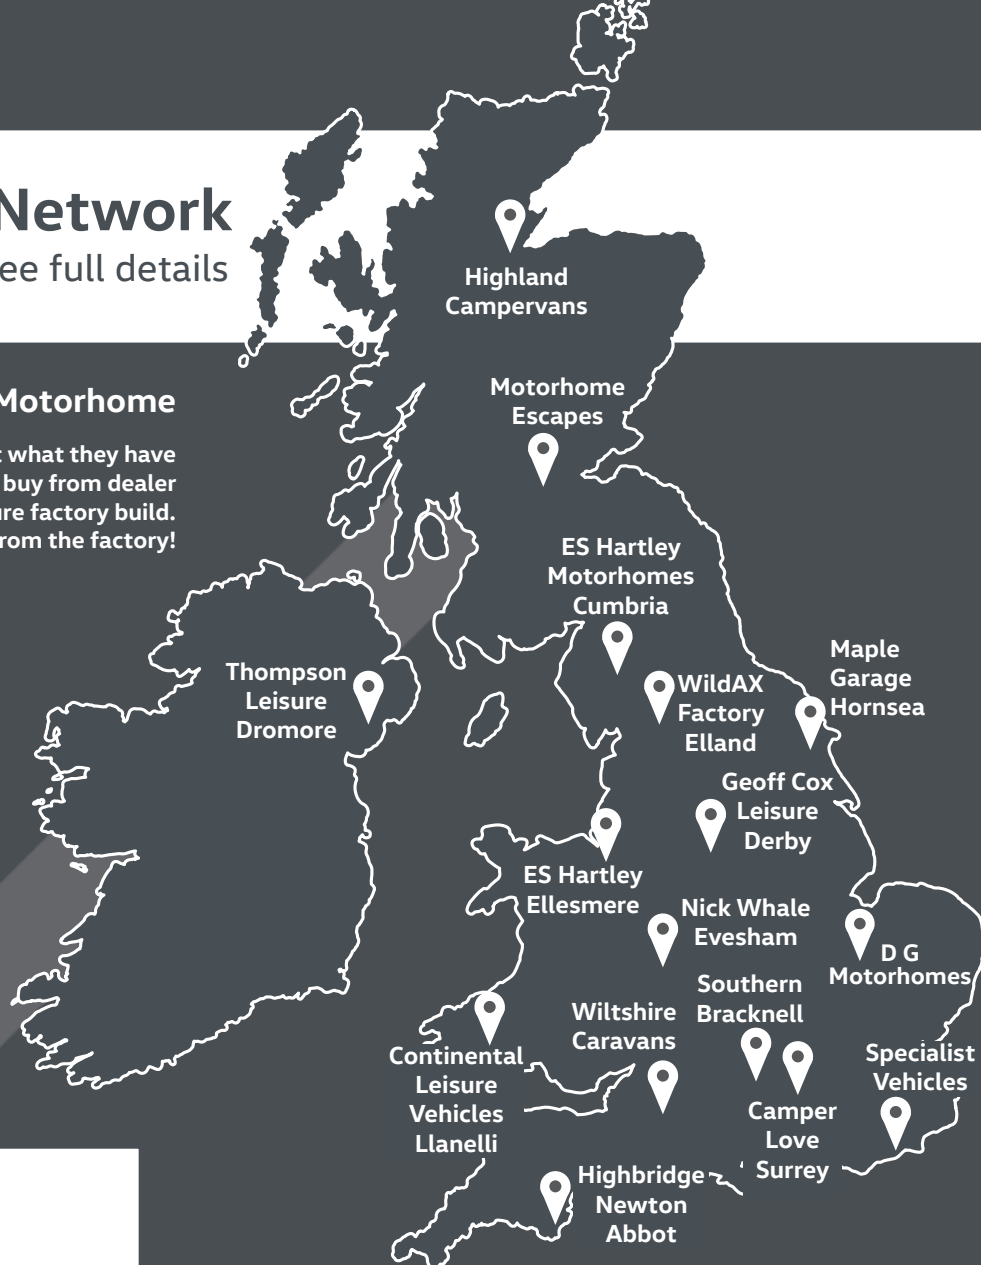 Network
ee full details
Highland
Campervans
Motorhome
t what they have
buy from dealer
ure factory build.
rom the factory!
Motorhome
Escapes
ES Hartley
Motorhomes
Cumbria
Thompson
Leisure
Dromore
WildAX
Factory
Elland
Maple
Garage
Hornsea
Geoff Cox
Leisure
Derby
ES Hartley
Ellesmere
Nick Whale
Evesham
D G
Motorhomes
Southern
Bracknell
Wiltshire
Caravans
Continental
Leisure
Vehicles
Llanelli
Specialist
Vehicles
Camper
Love
Surrey
Highbridge
Newton
Abbot